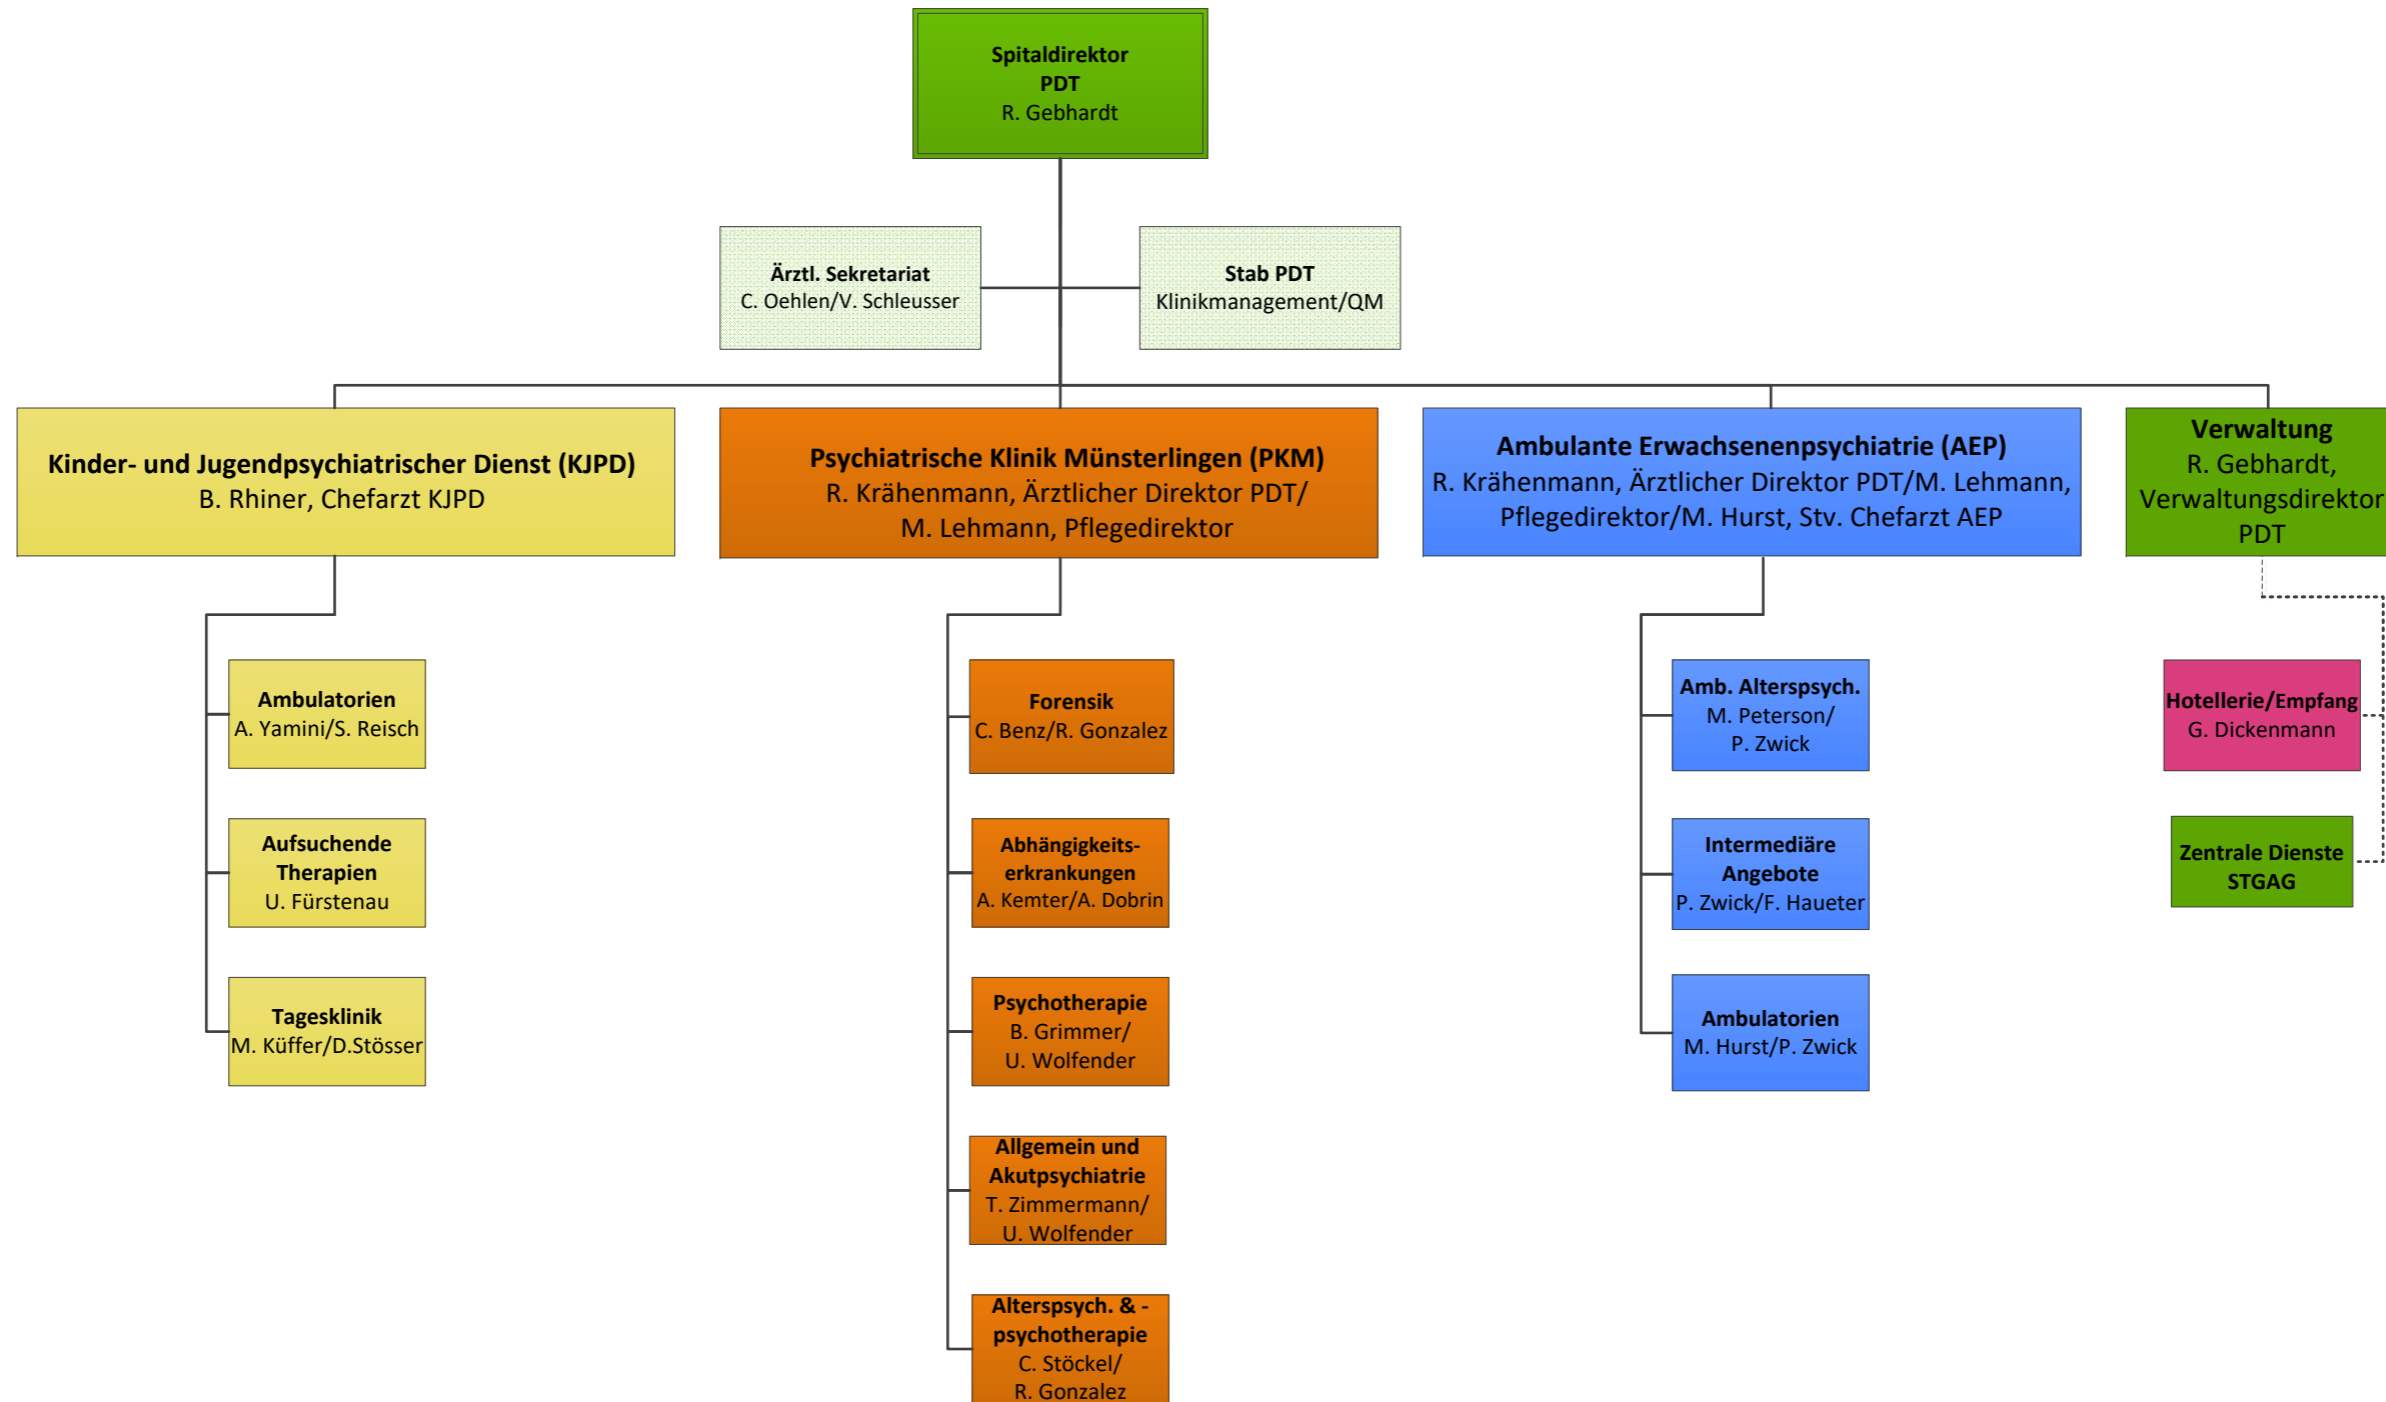 Spitaldirektor
PDT
R. Gebhardt
Ärztl. Sekretariat
C. Oehlen/V. Schleusser
Stab PDT
Klinikmanagement/QM
Kinder- und Jugendpsychiatrischer Dienst (KJPD)
B. Rhiner, Chefarzt KJPD
Psychiatrische Klinik Münsterlingen (PKM)
R. Krähenmann, Ärztlicher Direktor PDT/
M. Lehmann, Pflegedirektor
Ambulante Erwachsenenpsychiatrie (AEP)
R. Krähenmann, Ärztlicher Direktor PDT/M. Lehmann,
Pflegedirektor/M. Hurst, Stv. Chefarzt AEP
Verwaltung
R. Gebhardt,
Verwaltungsdirektor
PDT
Ambulatorien
A. Yamini/S. Reisch
Aufsuchende
Therapien
U. Fürstenau
Tagesklinik
M. Küffer/D.Stösser
Forensik
C. Benz/R. Gonzalez
Abhängigkeits-
erkrankungen
A. Kemter/A. Dobrin
Psychotherapie
B. Grimmer/
U. Wolfender
Allgemein und
Akutpsychiatrie
T. Zimmermann/
U. Wolfender
Alterspsych. & -
psychotherapie
C. Stöckel/
R. Gonzalez
Amb. Alterspsych.
M. Peterson/
P. Zwick
Intermediäre
Angebote
P. Zwick/F. Haueter
Ambulatorien
M. Hurst/P. Zwick
Hotellerie/Empfang
G. Dickenmann
Zentrale Dienste
STGAG